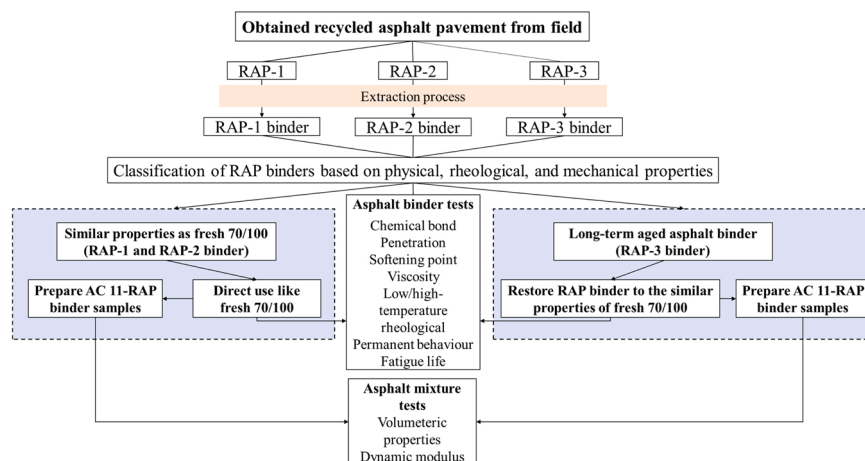 Obtained recycled asphalt pavement from field
RAP-1
RAP-2
RAP-3
Extraction process
RAP-1 binder
RAP-2 binder
RAP-3 binder
Classification of RAP binders based on physical, rheological, and mechanical properties
Similar properties as fresh 70/100
(RAP-1 and RAP-2 binder)
Prepare AC 11-RAP
binder samples
Direct use like
fresh 70/100
Asphalt binder
tests
Chemical bond
Penetration
Softening point
Viscosity
Low/high-
temperature
rheological
Permanent behaviour
Fatigue life
Long-term aged asphalt binder
(RAP-3 binder)
Restore RAP binder to the similar
properties of fresh 70/100
Prepare AC 11-RAP
binder samples
Asphalt mixture
tests
Volumeteric
properties
Dynamic modulus